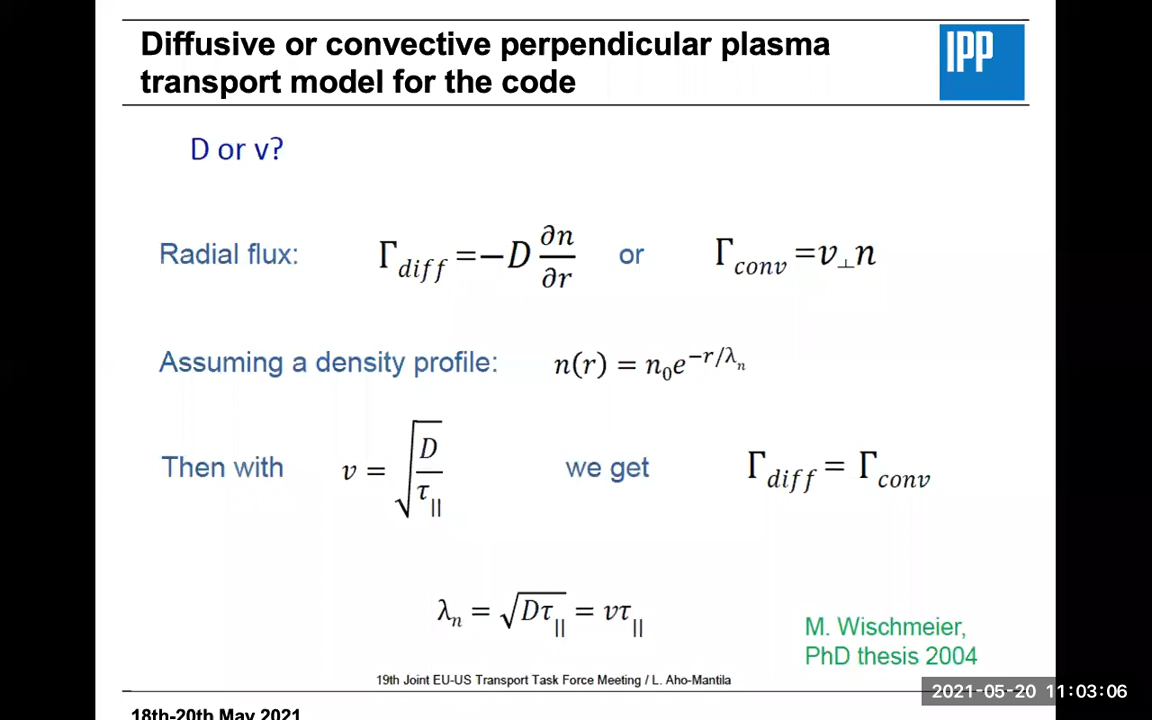 Diffusive or convective perpendicular plasma
transport model for the code
IPP
D or v?
Radial flux: Γ_diff = −D ∂n/∂r or Γ_conv = v_⊥n
Assuming a density profile: n(r) = n₀e^{−r/λ_n}
Then with v = √(D/τ_||) we get Γ_diff = Γ_conv
λ_n = √(Dτ_||) = vτ_||
M. Wischmeier,
PhD thesis 2004
19th Joint EU-US Transport Task Force Meeting / L. Aho-Mantila
2021-05-20 11:03:06
18th-20th May 2021